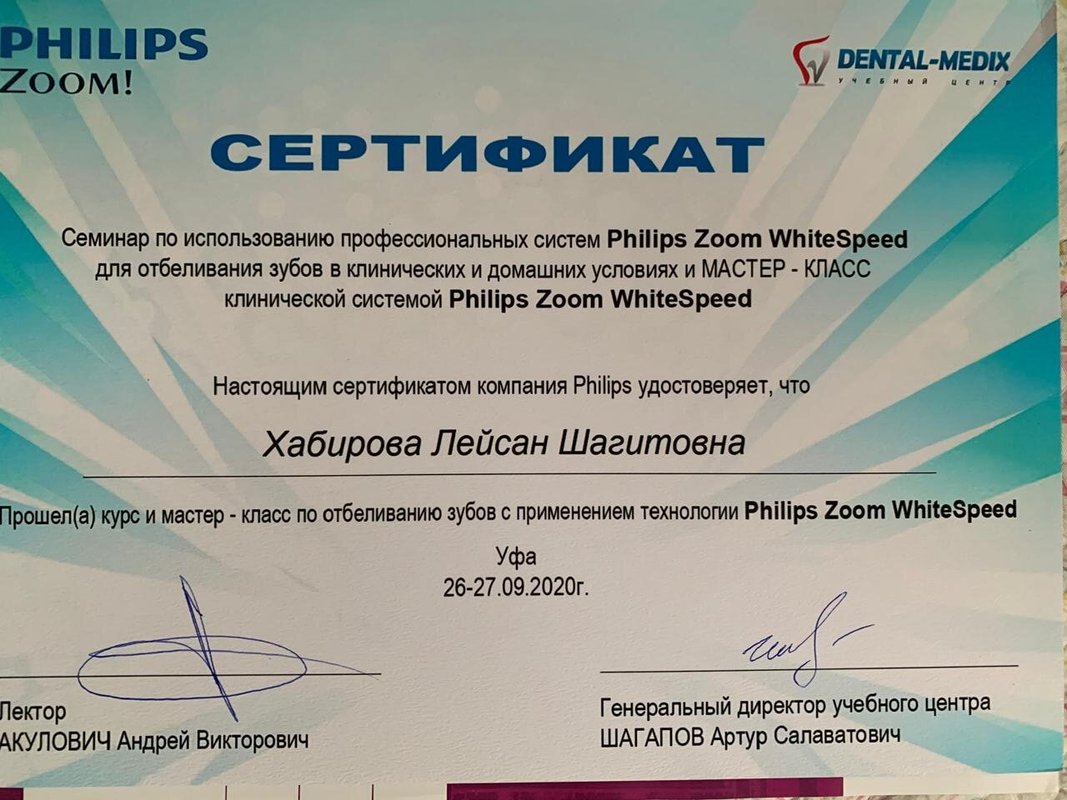 PHILIPS
ZOOM!
DENTAL-MEDIX
УЧЕБНЫЙ ЦЕНТР
СЕРТИФИКАТ
Семинар по использованию профессиональных систем Philips Zoom WhiteSpeed
для отбеливания зубов в клинических и домашних условиях и МАСТЕР - КЛАСС
клинической системой Philips Zoom WhiteSpeed
Настоящим сертификатом компания Philips удостоверяет, что
Хабирова Лейсан Шагитовна
Прошел(а) курс и мастер - класс по отбеливанию зубов с применением технологии Philips Zoom WhiteSpeed
Уфа
26-27.09.2020г.
Лектор
АКУЛОВИЧ Андрей Викторович
Генеральный директор учебного центра
ШАГАПОВ Артур Салаватович